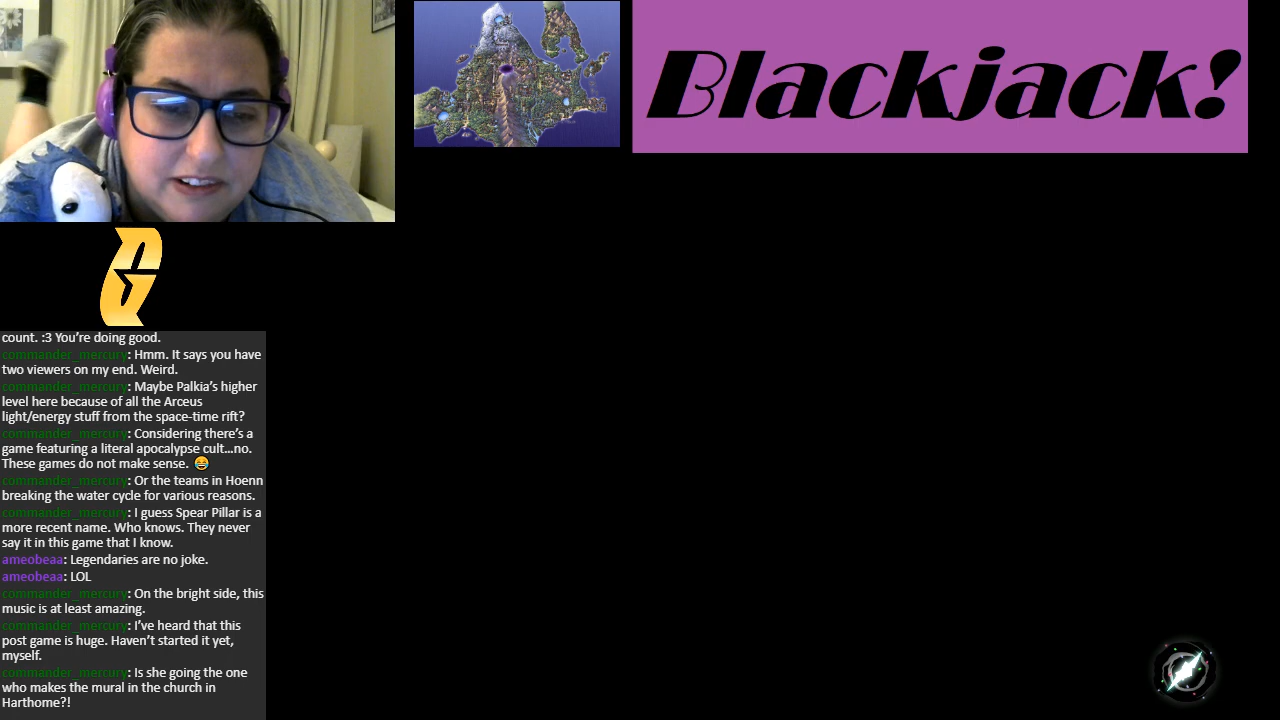 Blackjack!
count. :3 You're doing good.
commander_mercury: Hmm. It says you have
two viewers on my end. Weird.
commander_mercury: Maybe Palkia's higher
level here because of all the Arceus
light/energy stuff from the space-time rift?
commander_mercury: Considering there's a
game featuring a literal apocalypse cult...no.
These games do not make sense. 😂
commander_mercury: Or the teams in Hoenn
breaking the water cycle for various reasons.
commander_mercury: I guess Spear Pillar is a
more recent name. Who knows. They never
say it in this game that I know.
ameobeaa: Legendaries are no joke.
ameobeaa: LOL
commander_mercury: On the bright side, this
music is at least amazing.
commander_mercury: I've heard that this
post game is huge. Haven't started it yet,
myself.
commander_mercury: Is she going the one
who makes the mural in the church in
Harthome?!